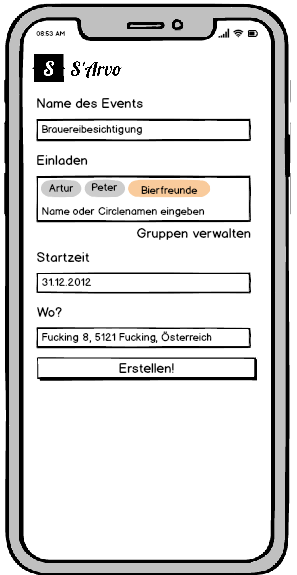 08:53 AM
S S'Arvo
Name des Events
Brauereibesichtigung
Einladen
Artur Peter Bierfreunde
Name oder Circlenamen eingeben
Gruppen verwalten
Startzeit
31.12.2012
Wo?
Fucking 8, 5121 Fucking, Österreich
Erstellen!